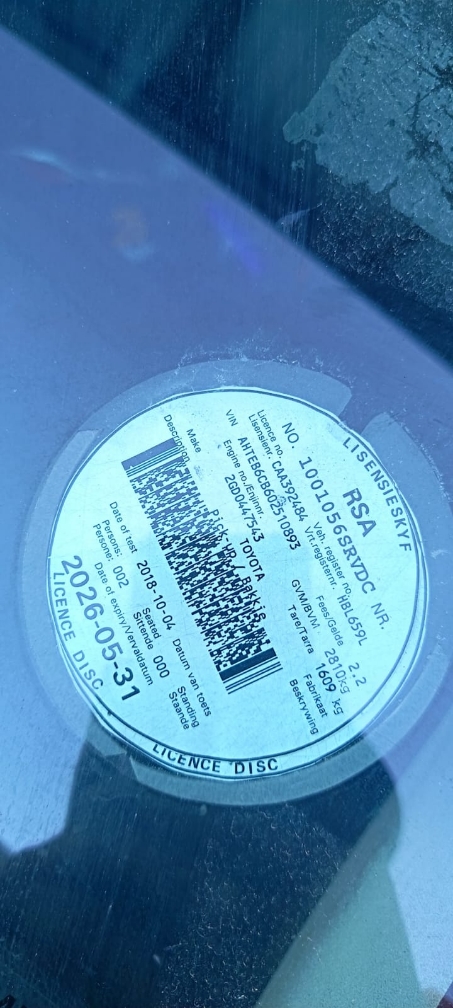 LISENSIESKYF
RSA
NO. 1001056SRVDC NR.
Licence no.
Lisensienr. CAA392484
Veh. register no.
Vrt.registernr. HBL659L
VIN AHTEB6CB602510893
Fees/Gelde 2.2
Engine no./Enjinnr.
2GD0447543
GVM/BVM 2810kg
Tare/Tarra 1609 kg
Make TOYOTA Fabrikaat
Description Pick-up / Bakkie Beskrywing
Date of test 2018-10-04 Datum van toets
Persons: Seated Standing
Persone: 002 Sittende 000 Staande
Date of expiry/Vervaldatum
2026-05-31
LICENCE DISC
LICENCE DISC